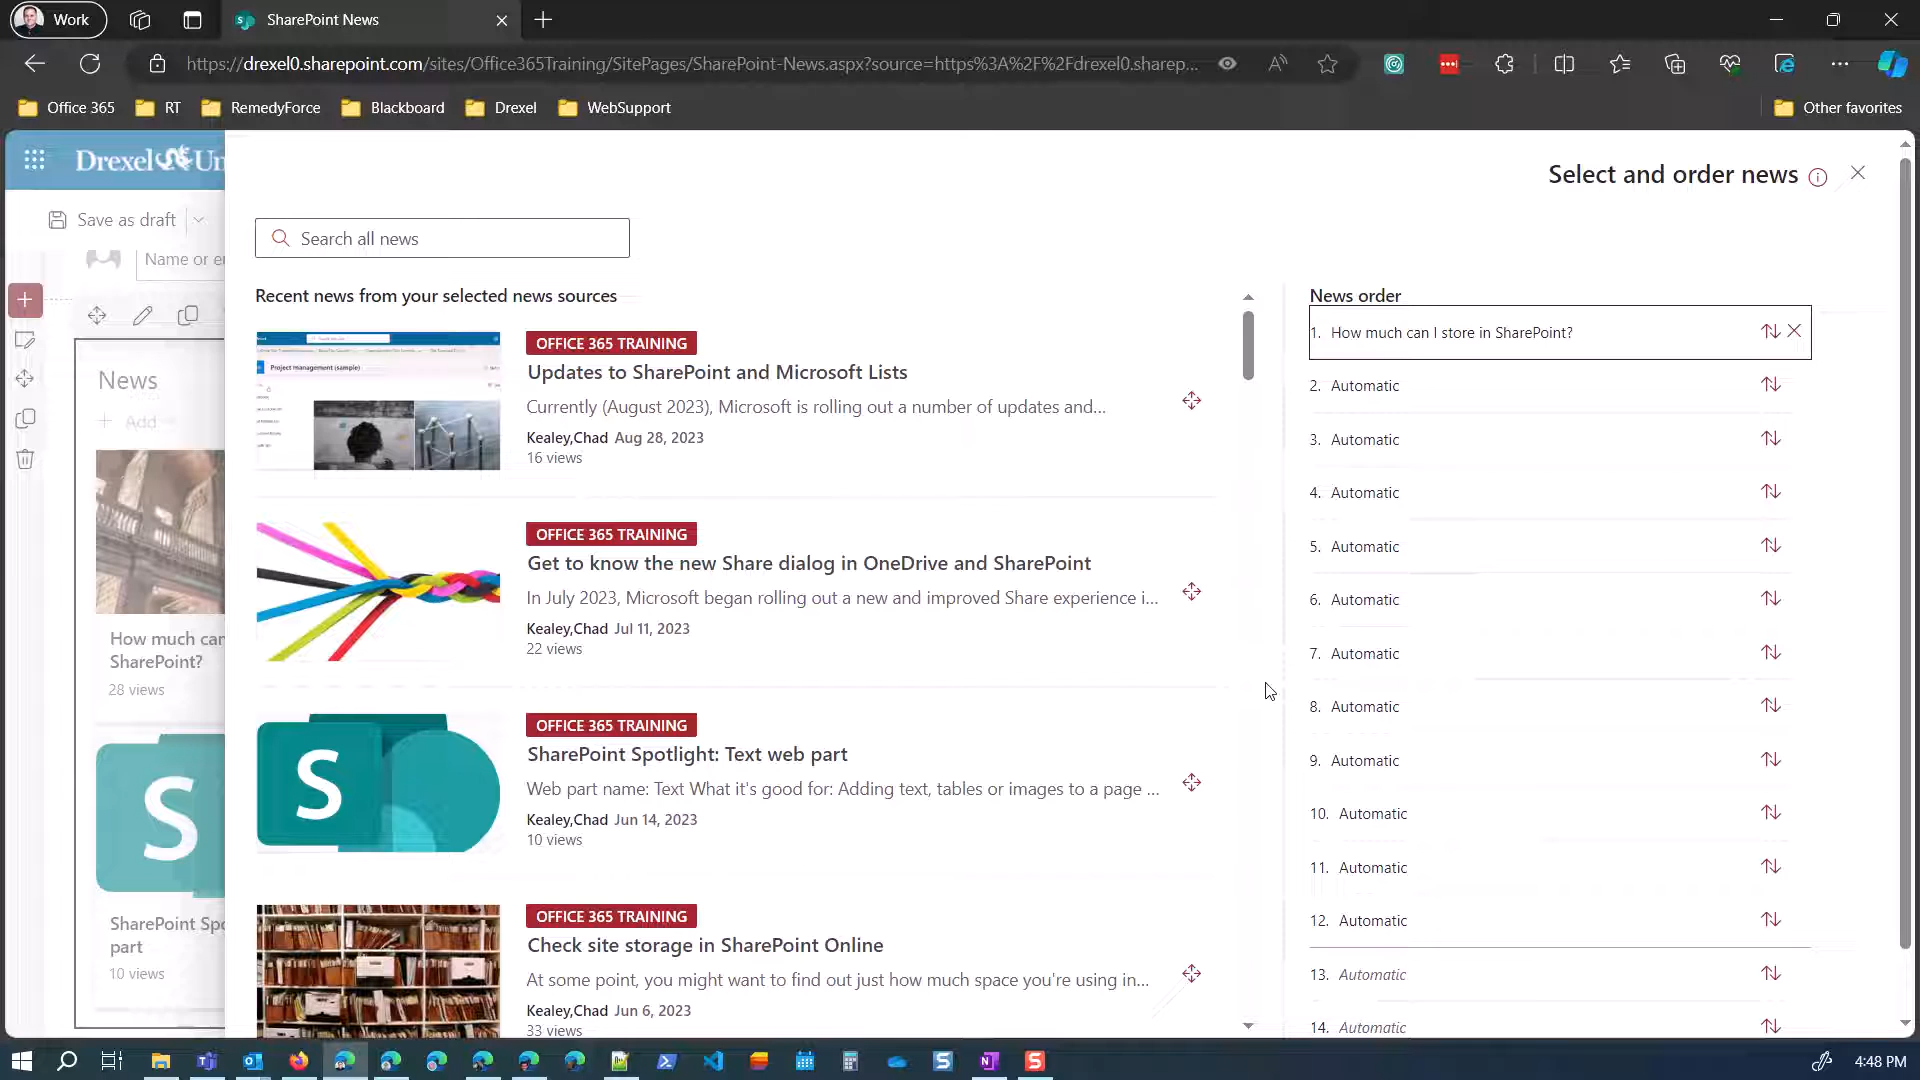 Work
SharePoint News
https://drexel0.sharepoint.com/sites/Office365Training/SitePages/SharePoint-News.aspx?source=https%3A%2F%2Fdrexel0.sharep...
Office 365
RT
RemedyForce
Blackboard
Drexel
WebSupport
Other favorites
Drexel Un
Save as draft
Name or e
News
Add
How much can
SharePoint?
28 views
SharePoint Spo
part
10 views
Select and order news
Search all news
Recent news from your selected news sources
Project management (sample)
OFFICE 365 TRAINING
Updates to SharePoint and Microsoft Lists
Currently (August 2023), Microsoft is rolling out a number of updates and...
Kealey,Chad Aug 28, 2023
16 views
OFFICE 365 TRAINING
Get to know the new Share dialog in OneDrive and SharePoint
In July 2023, Microsoft began rolling out a new and improved Share experience i...
Kealey,Chad Jul 11, 2023
22 views
S
OFFICE 365 TRAINING
SharePoint Spotlight: Text web part
Web part name: Text What it's good for: Adding text, tables or images to a page ...
Kealey,Chad Jun 14, 2023
10 views
OFFICE 365 TRAINING
Check site storage in SharePoint Online
At some point, you might want to find out just how much space you're using in...
Kealey,Chad Jun 6, 2023
33 views
News order
1. How much can I store in SharePoint?
2. Automatic
3. Automatic
4. Automatic
5. Automatic
6. Automatic
7. Automatic
8. Automatic
9. Automatic
10. Automatic
11. Automatic
12. Automatic
13. Automatic
14. Automatic
4:48 PM